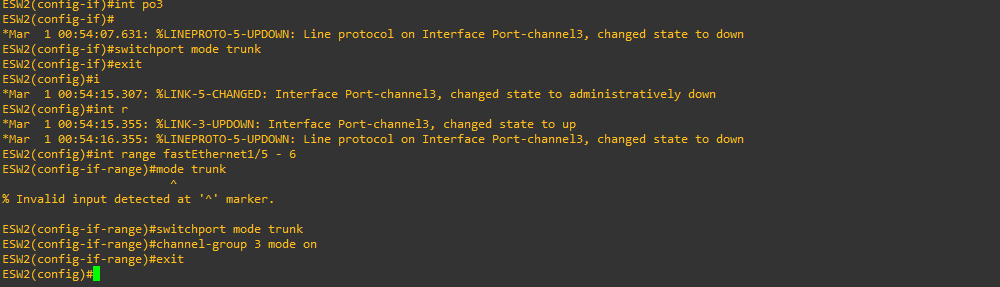 ESW2(config-if)#int po3
ESW2(config-if)#
*Mar  1 00:54:07.631: %LINEPROTO-5-UPDOWN: Line protocol on Interface Port-channel3, changed state to down
ESW2(config-if)#switchport mode trunk
ESW2(config-if)#exit
ESW2(config)#i
*Mar  1 00:54:15.307: %LINK-5-CHANGED: Interface Port-channel3, changed state to administratively down
ESW2(config)#int r
*Mar  1 00:54:15.355: %LINK-3-UPDOWN: Interface Port-channel3, changed state to up
*Mar  1 00:54:16.355: %LINEPROTO-5-UPDOWN: Line protocol on Interface Port-channel3, changed state to down
ESW2(config)#int range fastEthernet1/5 - 6
ESW2(config-if-range)#mode trunk
                       ^
% Invalid input detected at '^' marker.

ESW2(config-if-range)#switchport mode trunk
ESW2(config-if-range)#channel-group 3 mode on
ESW2(config-if-range)#exit
ESW2(config)#